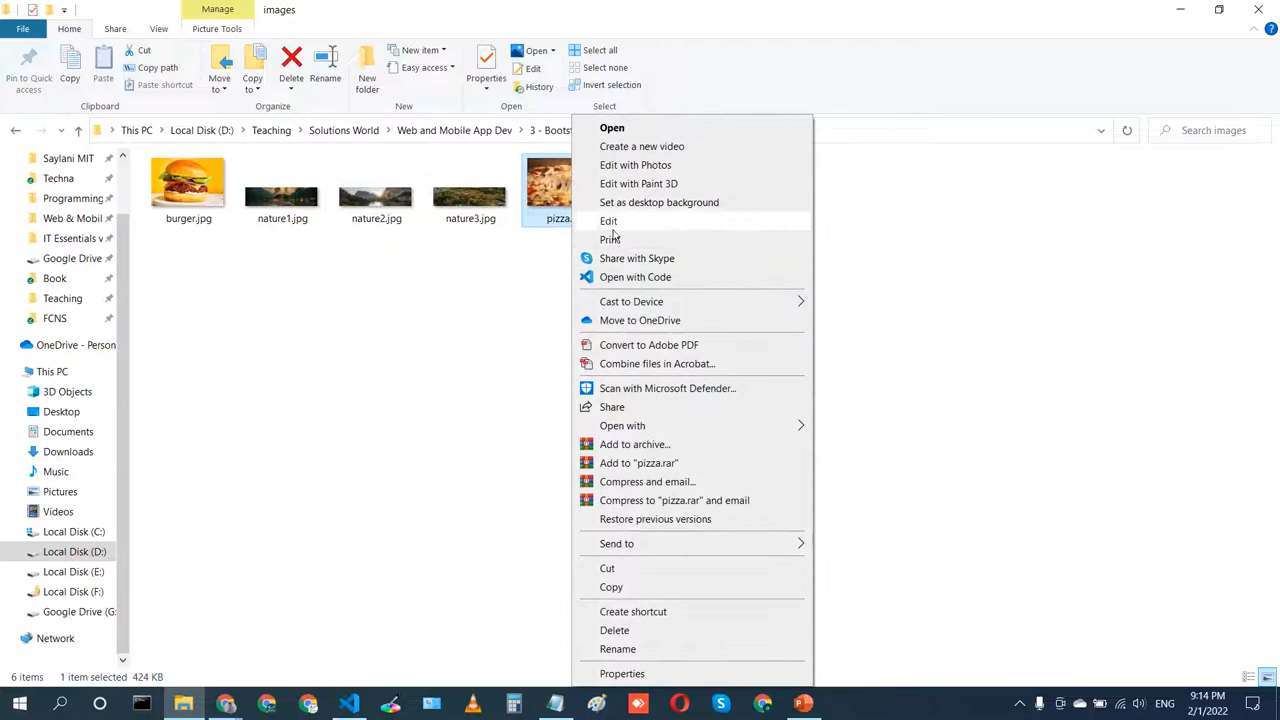 Manage
images
File
Home
Share
View
Picture Tools
Pin to Quick access
Copy
Paste
Cut
Copy path
Paste shortcut
Clipboard
Move to
Copy to
Delete
Rename
Organize
New folder
New item
Easy access
New
Properties
Open
Edit
History
Open
Select all
Select none
Invert selection
Select
This PC
Local Disk (D:)
Teaching
Solutions World
Web and Mobile App Dev
3 - Bootst
Search images
Saylani MIT
Techna
Programming
Web & Mobil
IT Essentials v
Google Drive
Book
Teaching
FCNS
OneDrive - Person
This PC
3D Objects
Desktop
Documents
Downloads
Music
Pictures
Videos
Local Disk (C:)
Local Disk (D:)
Local Disk (E:)
Local Disk (F:)
Google Drive (G:
Network
burger.jpg
nature1.jpg
nature2.jpg
nature3.jpg
pizza.
Open
Create a new video
Edit with Photos
Edit with Paint 3D
Set as desktop background
Edit
Print
Share with Skype
Open with Code
Cast to Device
Move to OneDrive
Convert to Adobe PDF
Combine files in Acrobat...
Scan with Microsoft Defender...
Share
Open with
Add to archive...
Add to "pizza.rar"
Compress and email...
Compress to "pizza.rar" and email
Restore previous versions
Send to
Cut
Copy
Create shortcut
Delete
Rename
Properties
6 items
1 item selected 424 KB
ENG
9:14 PM
2/1/2022